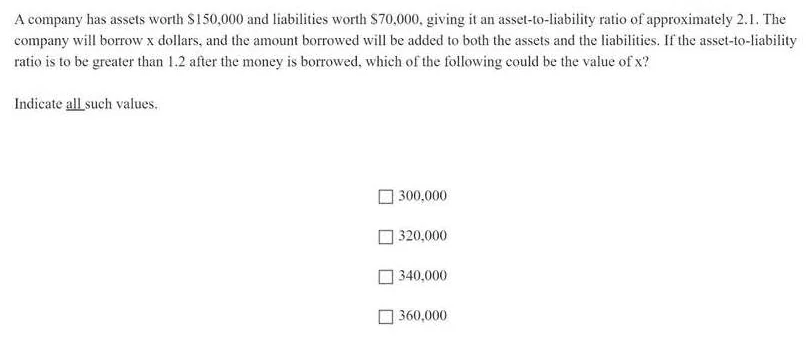 A company has assets worth $150,000 and liabilities worth $70,000, giving it an asset-to-liability ratio of approximately 2.1. The
company will borrow x dollars, and the amount borrowed will be added to both the assets and the liabilities. If the asset-to-liability
ratio is to be greater than 1.2 after the money is borrowed, which of the following could be the value of x?
Indicate all such values.
300,000
320,000
340,000
360,000